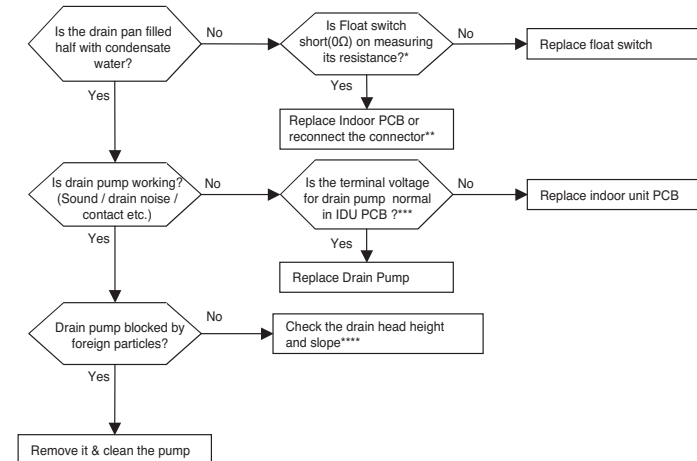 Is the drain pan filled
half with condensate
water?
No
Is Float switch
short(0Ω) on measuring
its resistance?*
No
Replace float switch
Yes
Yes
Replace Indoor PCB or
reconnect the connector**
Is drain pump working?
(Sound / drain noise /
contact etc.)
No
Is the terminal voltage
for drain pump normal
in IDU PCB ?***
No
Replace indoor unit PCB
Yes
Yes
Replace Drain Pump
Drain pump blocked by
foreign particles?
No
Check the drain head height
and slope****
Yes
Remove it & clean the pump